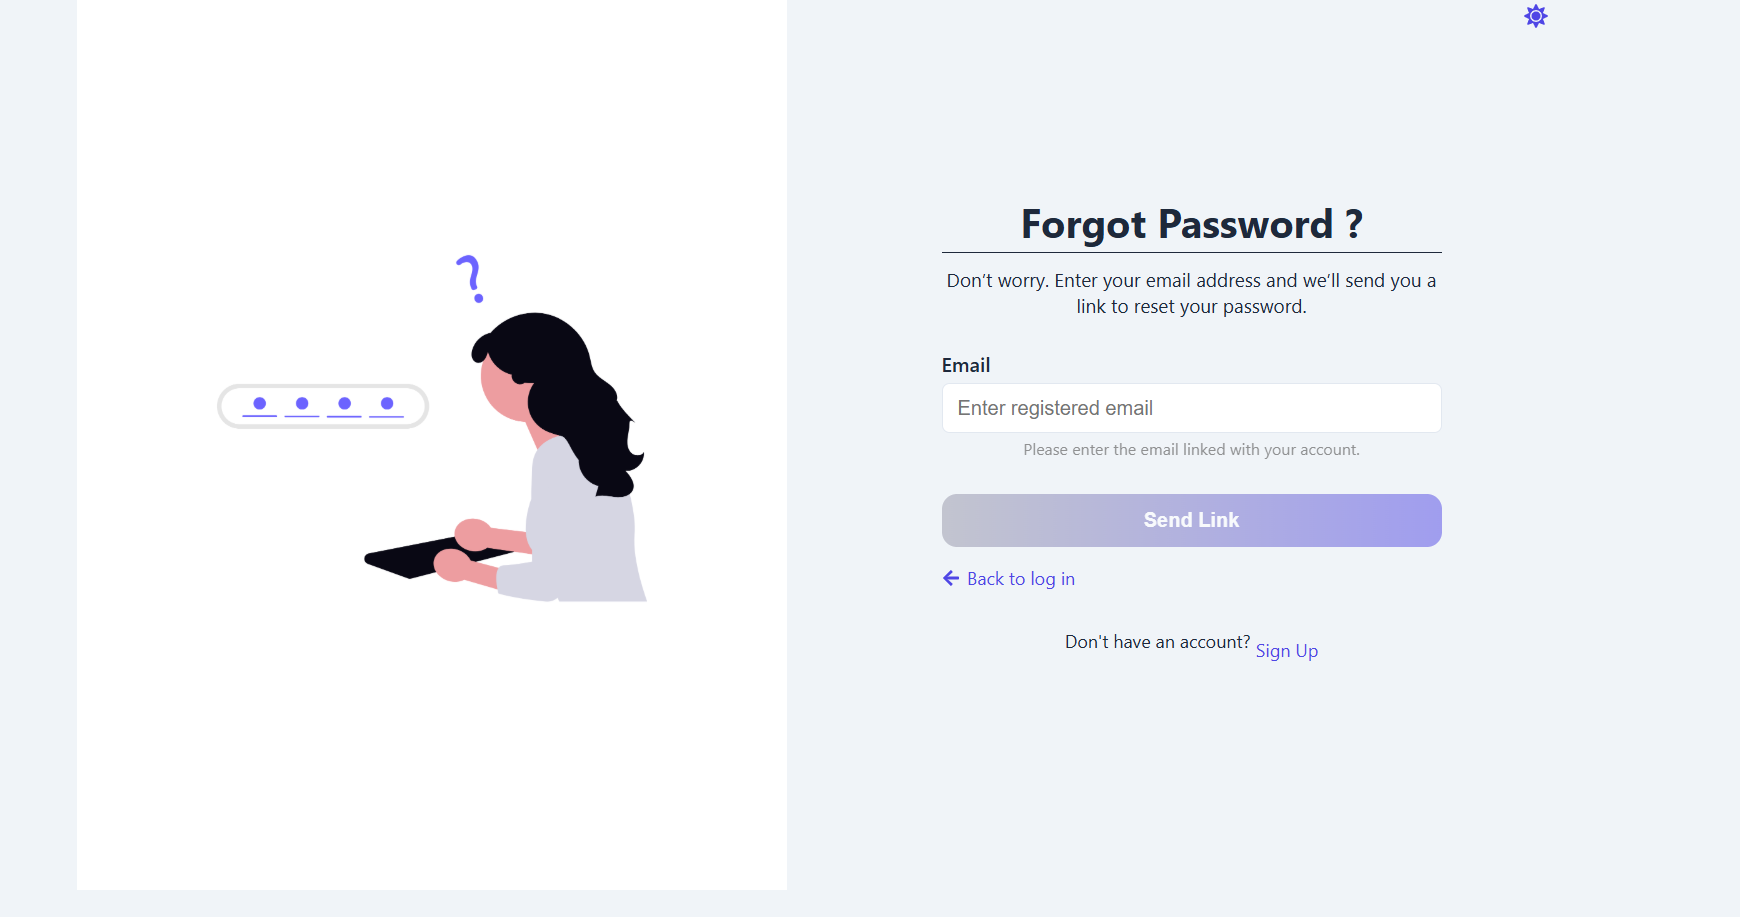 ?
Forgot Password ?
Don’t worry. Enter your email address and we’ll send you a
link to reset your password.
Email
Enter registered email
Please enter the email linked with your account.
Send Link
Back to log in
Don't have an account? Sign Up